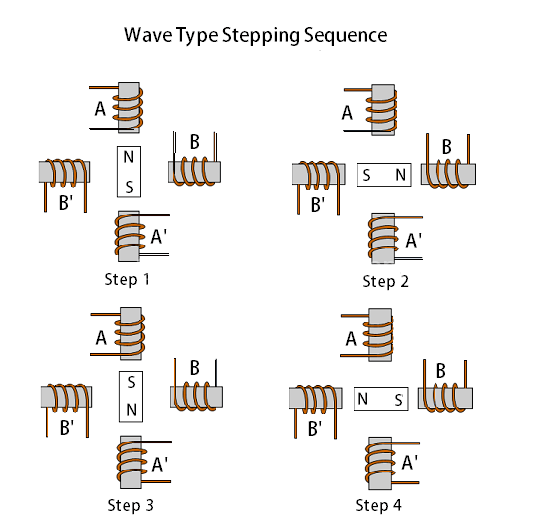 Wave Type Stepping Sequence
A
N
S
B
B'
A'
Step 1
A
B
S N
B'
A'
Step 2
A
S
N
B
B'
A'
Step 3
A
B
N S
B'
A'
Step 4